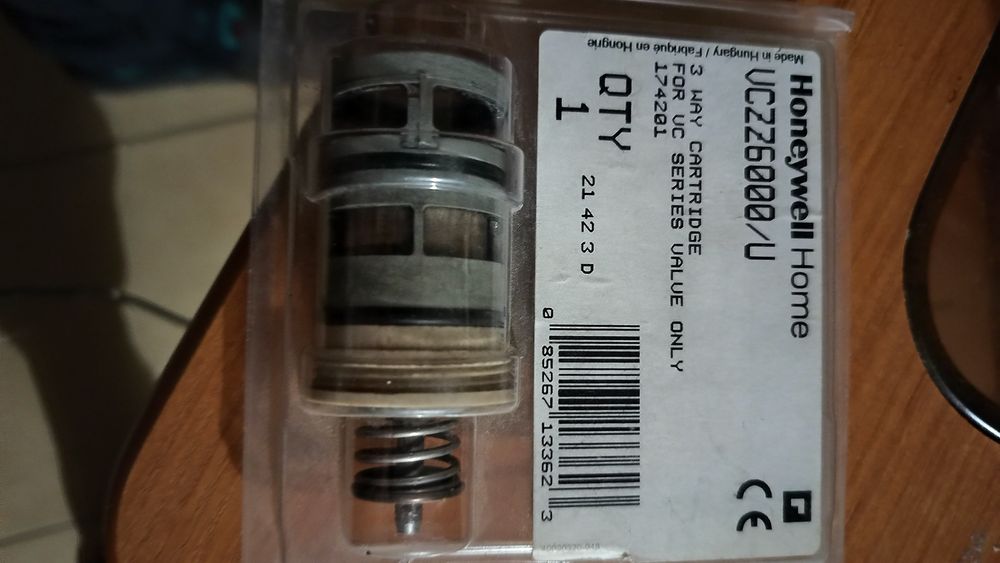 Honeywell Home
VCZZ6000/U
Made in Hungary / Fabriqué en Hongrie
3 WAY CARTRIDGE
FOR VC SERIES VALVE ONLY
174201
QTY
1
21 42 3 D
0 85267 13362 3
CE